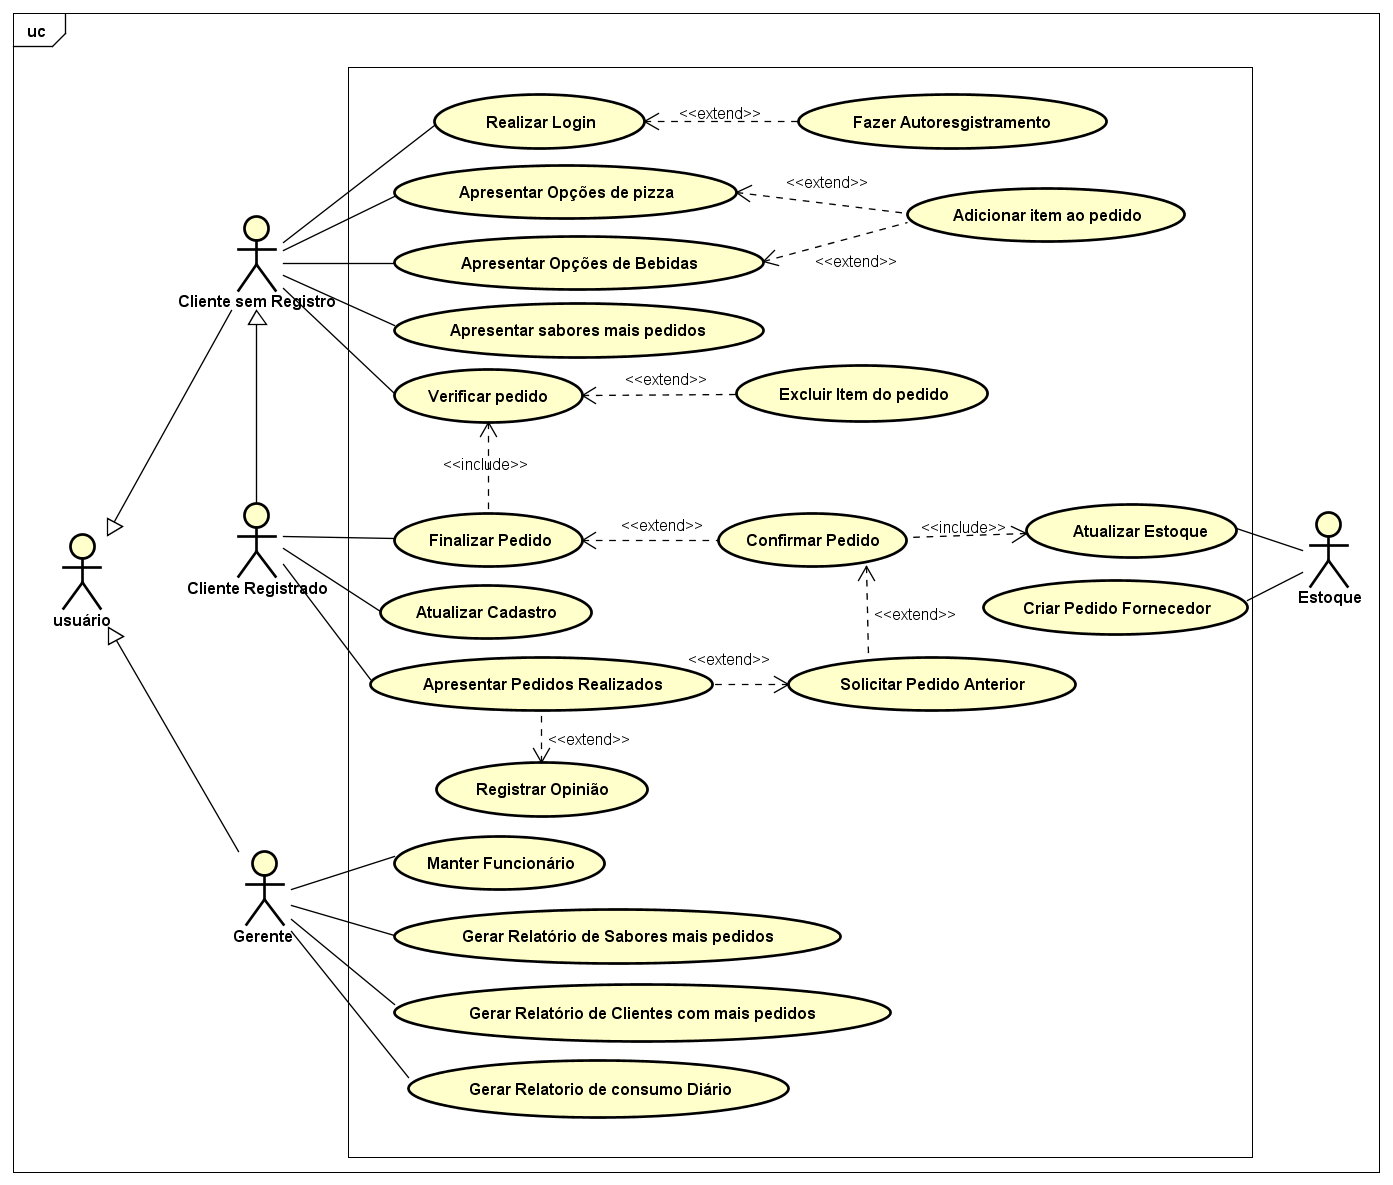 uc
Realizar Login
<<extend>>
Fazer Autoresgistramento
Apresentar Opções de pizza
<<extend>>
Adicionar item ao pedido
Apresentar Opções de Bebidas
<<extend>>
Cliente sem Registro
Apresentar sabores mais pedidos
Verificar pedido
<<extend>>
Excluir Item do pedido
<<include>>
Finalizar Pedido
<<extend>>
Confirmar Pedido
<<include>>
Atualizar Estoque
Cliente Registrado
Estoque
usuário
Atualizar Cadastro
<<extend>>
Criar Pedido Fornecedor
Apresentar Pedidos Realizados
<<extend>>
Solicitar Pedido Anterior
<<extend>>
Registrar Opinião
Manter Funcionário
Gerente
Gerar Relatório de Sabores mais pedidos
Gerar Relatório de Clientes com mais pedidos
Gerar Relatorio de consumo Diário